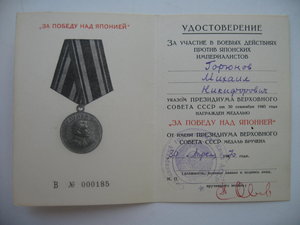 "ЗА ПОБЕДУ НАД ЯПОНИЕЙ"
В № 000185
УДОСТОВЕРЕНИЕ
ЗА УЧАСТИЕ В БОЕВЫХ ДЕЙСТВИЯХ
ПРОТИВ ЯПОНСКИХ
ИМПЕРИАЛИСТОВ
Горюнов
Михаил
Никифорович
УКАЗОМ ПРЕЗИДИУМА ВЕРХОВНОГО
СОВЕТА СССР от 30 сентября 1945 года
НАГРАЖДЕН МЕДАЛЬЮ
"ЗА ПОБЕДУ НАД ЯПОНИЕЙ"
ОТ ИМЕНИ ПРЕЗИДИУМА ВЕРХОВНОГО
СОВЕТА СССР МЕДАЛЬ ВРУЧЕНА
апреля года.
М. П.